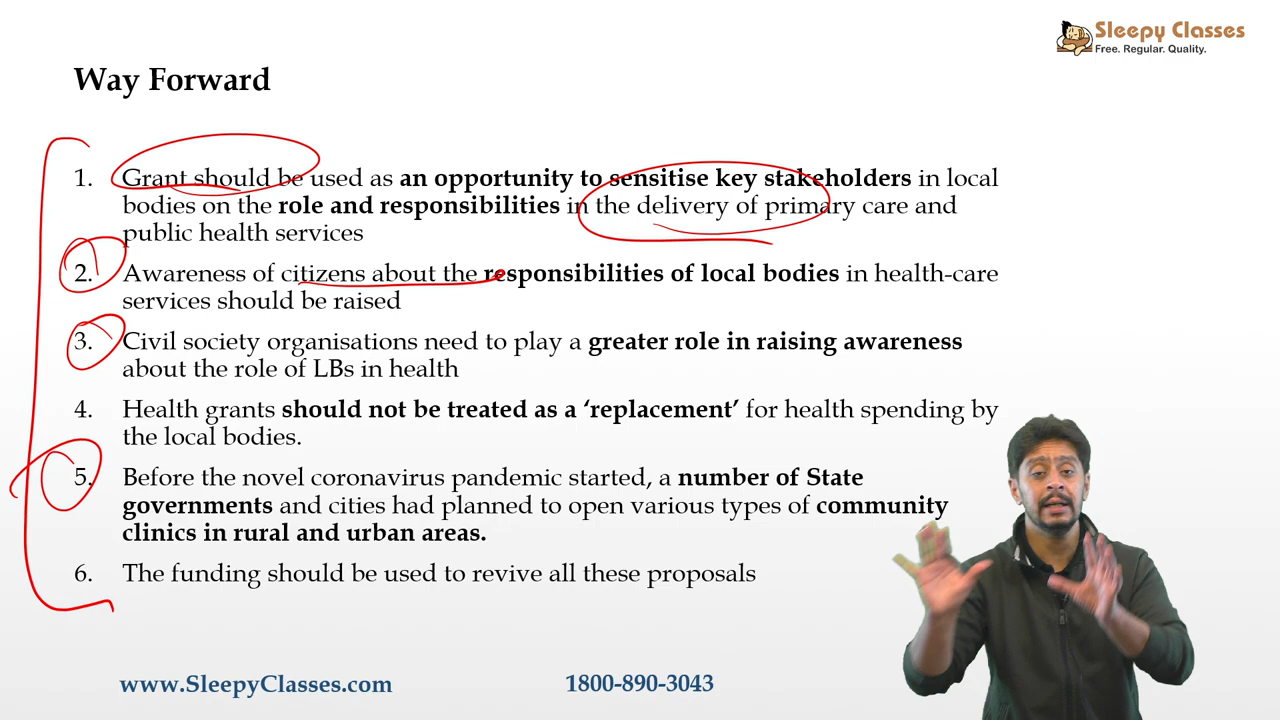 Sleepy Classes
Free. Regular. Quality.
Way Forward
1. Grant should be used as an opportunity to sensitise key stakeholders in local
bodies on the role and responsibilities in the delivery of primary care and
public health services
2. Awareness of citizens about the responsibilities of local bodies in health-care
services should be raised
3. Civil society organisations need to play a greater role in raising awareness
about the role of LBs in health
4. Health grants should not be treated as a ‘replacement’ for health spending by
the local bodies.
5. Before the novel coronavirus pandemic started, a number of State
governments and cities had planned to open various types of community
clinics in rural and urban areas.
6. The funding should be used to revive all these proposals
www.SleepyClasses.com
1800-890-3043